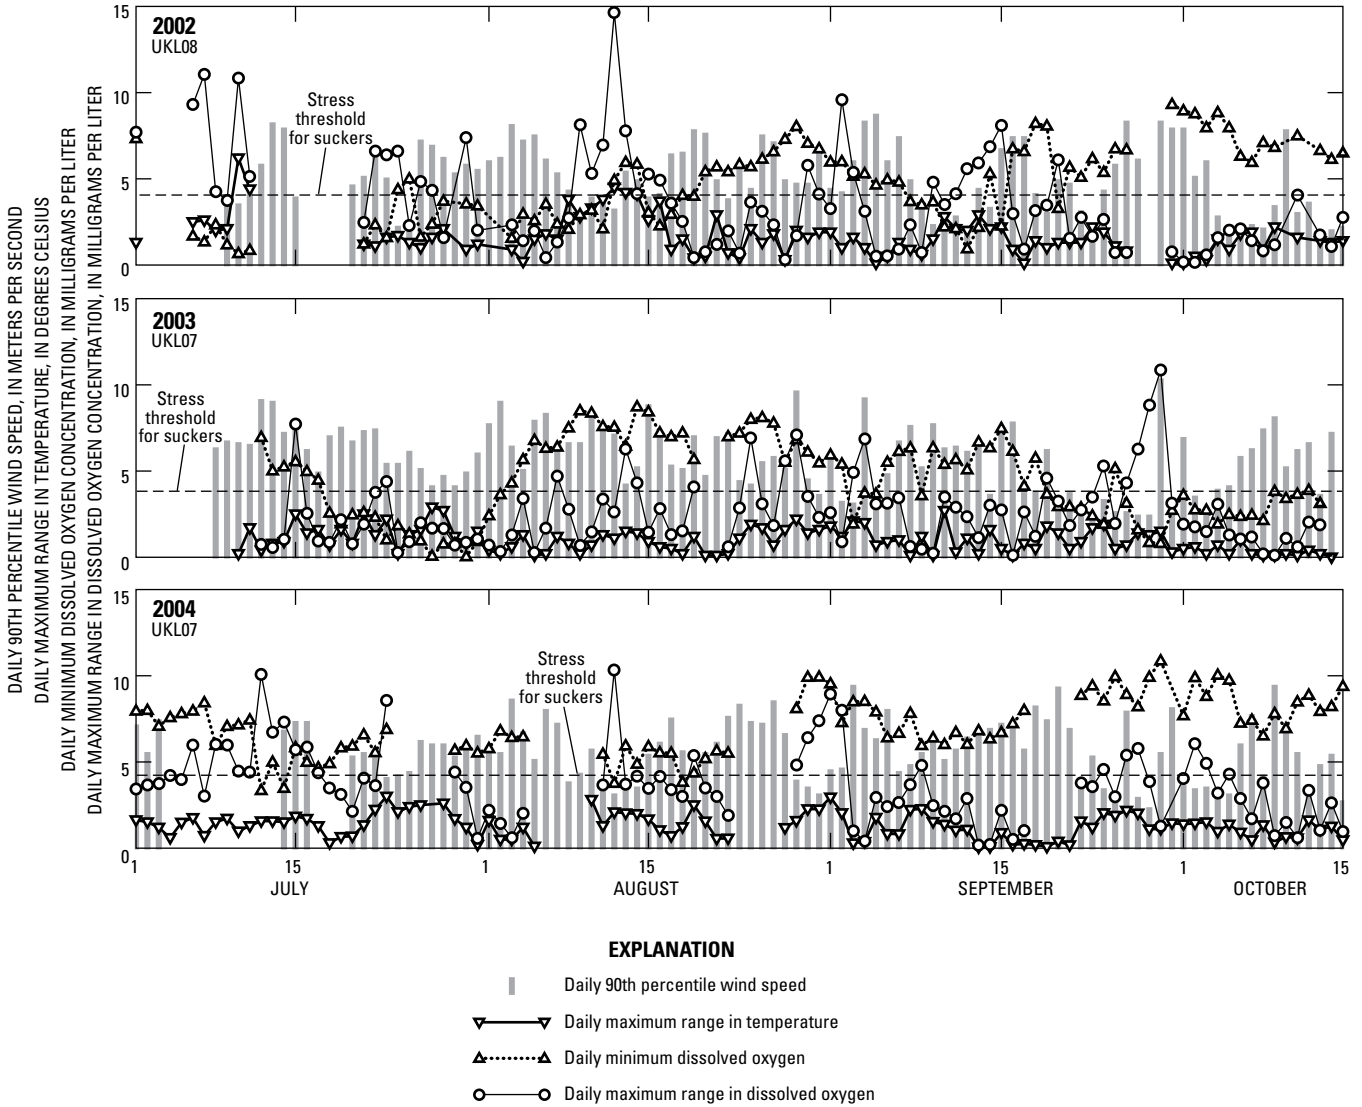 DAILY 90TH PERCENTILE WIND SPEED, IN METERS PER SECOND
DAILY MAXIMUM RANGE IN TEMPERATURE, IN DEGREES CELSIUS
DAILY MINIMUM DISSOLVED OXYGEN CONCENTRATION, IN MILLIGRAMS PER LITER
DAILY MAXIMUM RANGE IN DISSOLVED OXYGEN CONCENTRATION, IN MILLIGRAMS PER LITER
15
2002
UKL08
10
Stress
threshold
for suckers
5
0
15
2003
UKL07
10
Stress
threshold
for suckers
5
0
15
2004
UKL07
Stress
threshold
for suckers
10
5
0
1 15 1 15 1 15 1 15
JULY AUGUST SEPTEMBER OCTOBER
EXPLANATION
Daily 90th percentile wind speed
Daily maximum range in temperature
Daily minimum dissolved oxygen
Daily maximum range in dissolved oxygen